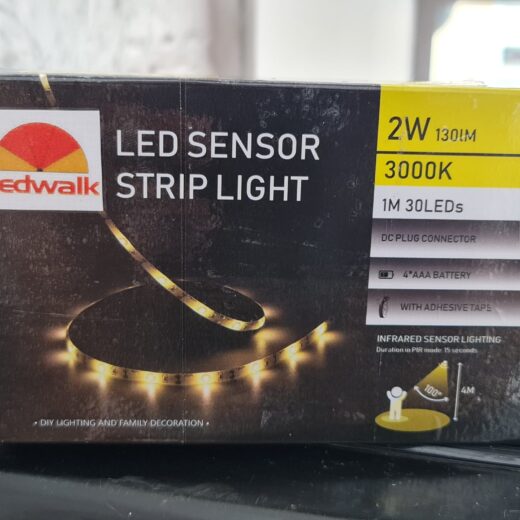 edwalk
LED SENSOR
STRIP LIGHT
2W 130lM
3000K
1M 30LEDs
DC PLUG CONNECTOR
4*AAA BATTERY
WITH ADHESIVE TAPE
INFRARED SENSOR LIGHTING
Duration in PIR mode: 15 seconds
100°
4M
• DIY LIGHTING AND FAMILY DECORATION •